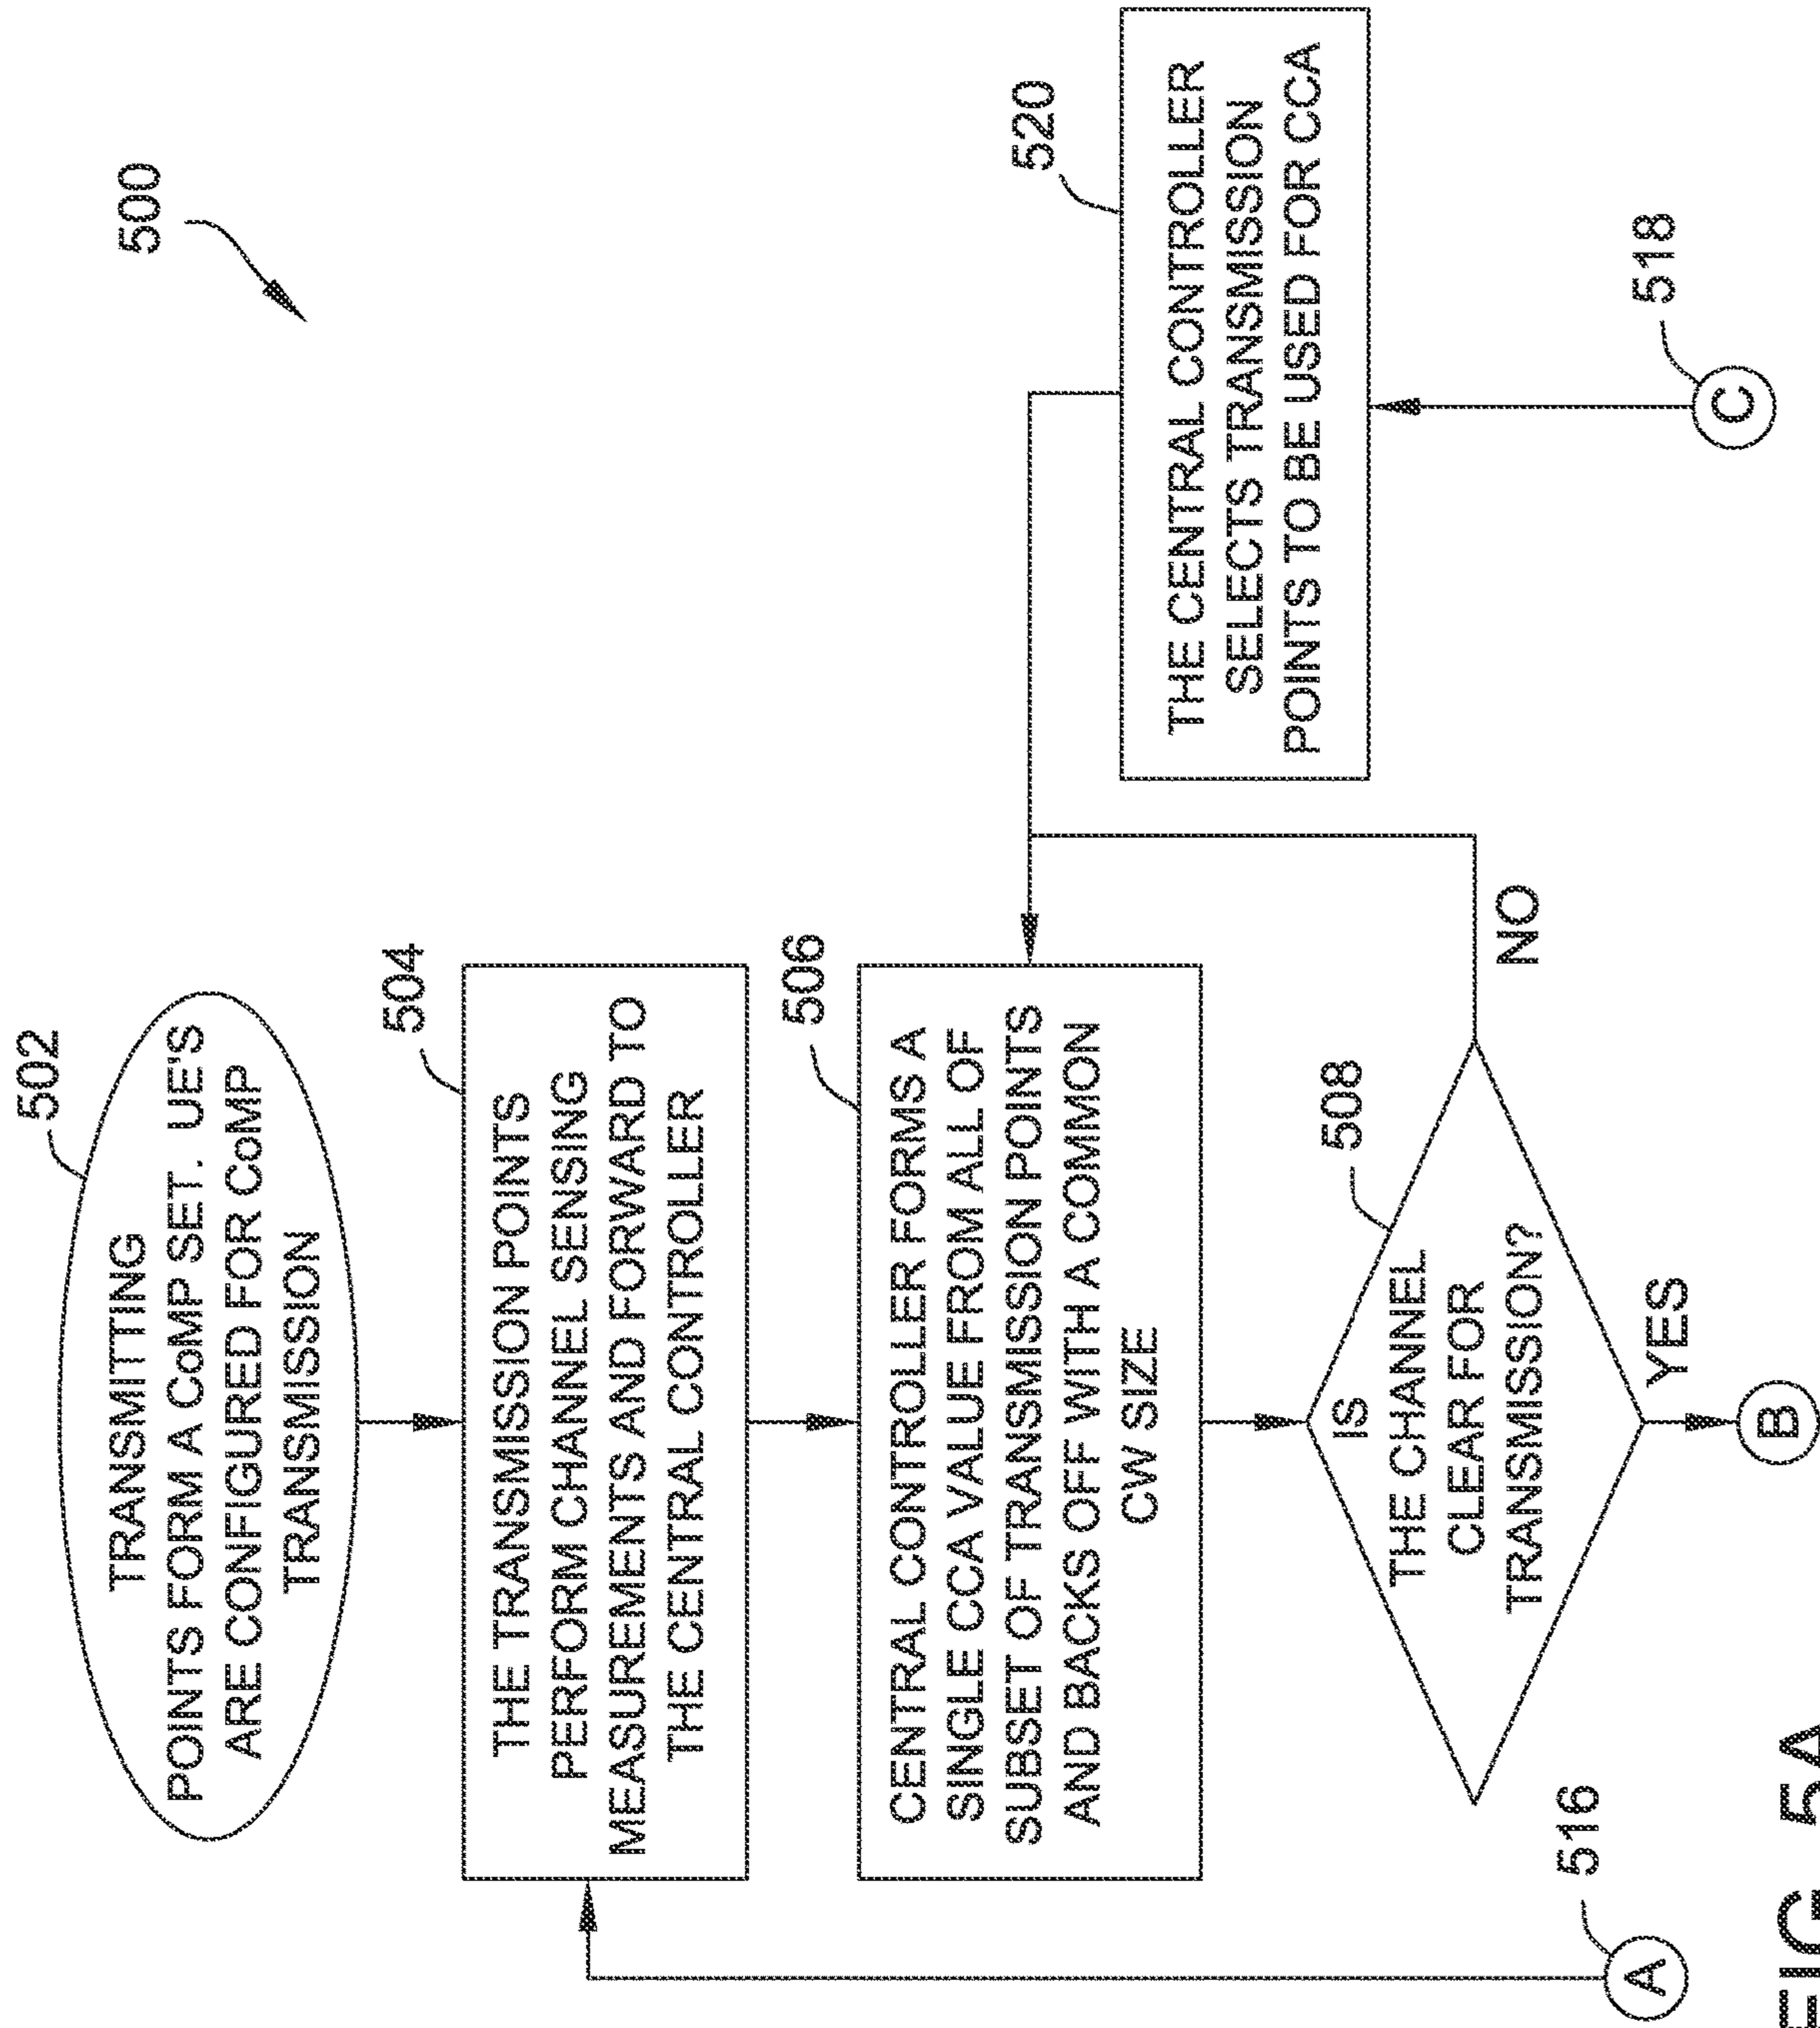 500
502
TRANSMITTING
POINTS FORM A CoMP SET. UE'S
ARE CONFIGURED FOR CoMP
TRANSMISSION
504
THE TRANSMISSION POINTS
PERFORM CHANNEL SENSING
MEASUREMENTS AND FORWARD TO
THE CENTRAL CONTROLLER
506
CENTRAL CONTROLLER FORMS A
SINGLE CCA VALUE FROM ALL OF
SUBSET OF TRANSMISSION POINTS
AND BACKS OFF WITH A COMMON
CW SIZE
508
IS
THE CHANNEL
CLEAR FOR
TRANSMISSION?
NO
YES
B
516
A
520
THE CENTRAL CONTROLLER
SELECTS TRANSMISSION
POINTS TO BE USED FOR CCA
518
C
FIG. 5A